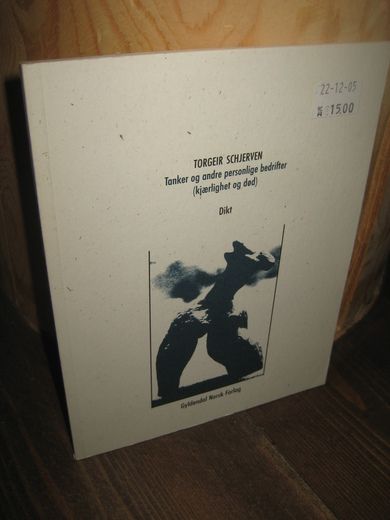 22-12-05
15.00
TORGEIR SCHJERVEN
Tanker og andre personlige bedrifter
(kjærlighet og død)
Dikt
Gyldendal Norsk Forlag